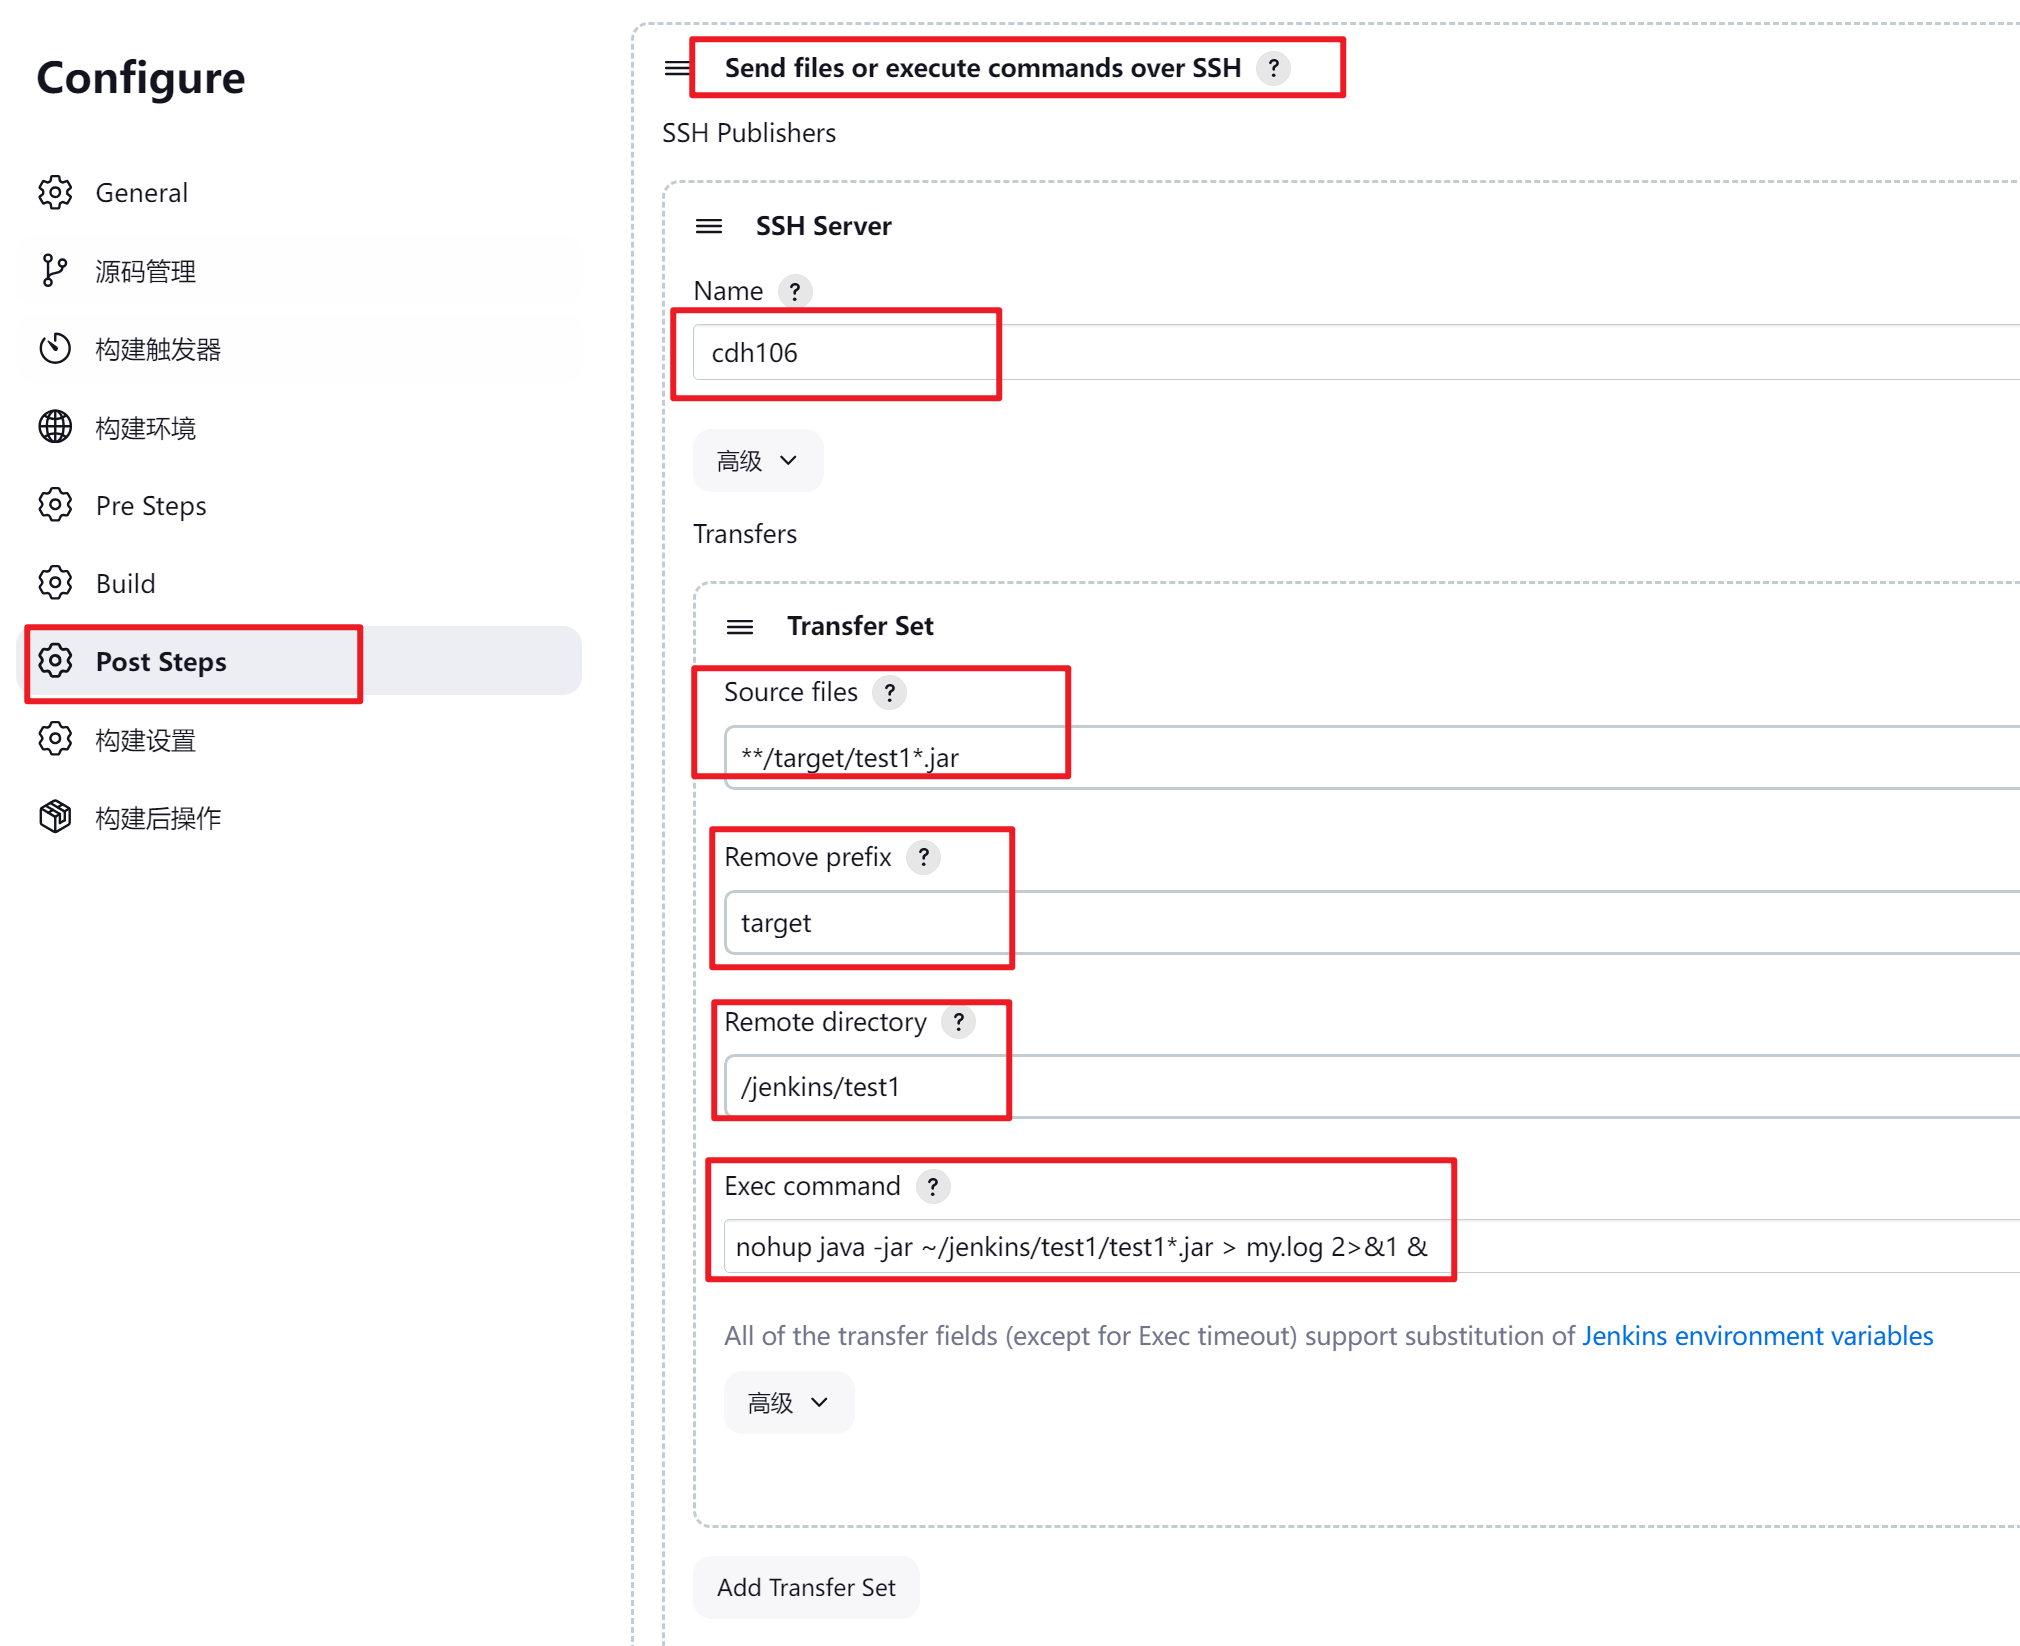 Configure
General
源码管理
构建触发器
构建环境
Pre Steps
Build
Post Steps
构建设置
构建后操作
Send files or execute commands over SSH ?
SSH Publishers
SSH Server
Name ?
cdh106
高级
Transfers
Transfer Set
Source files ?
**/target/test1*.jar
Remove prefix ?
target
Remote directory ?
/jenkins/test1
Exec command ?
nohup java -jar ~/jenkins/test1/test1*.jar > my.log 2>&1 &
All of the transfer fields (except for Exec timeout) support substitution of Jenkins environment variables
高级
Add Transfer Set